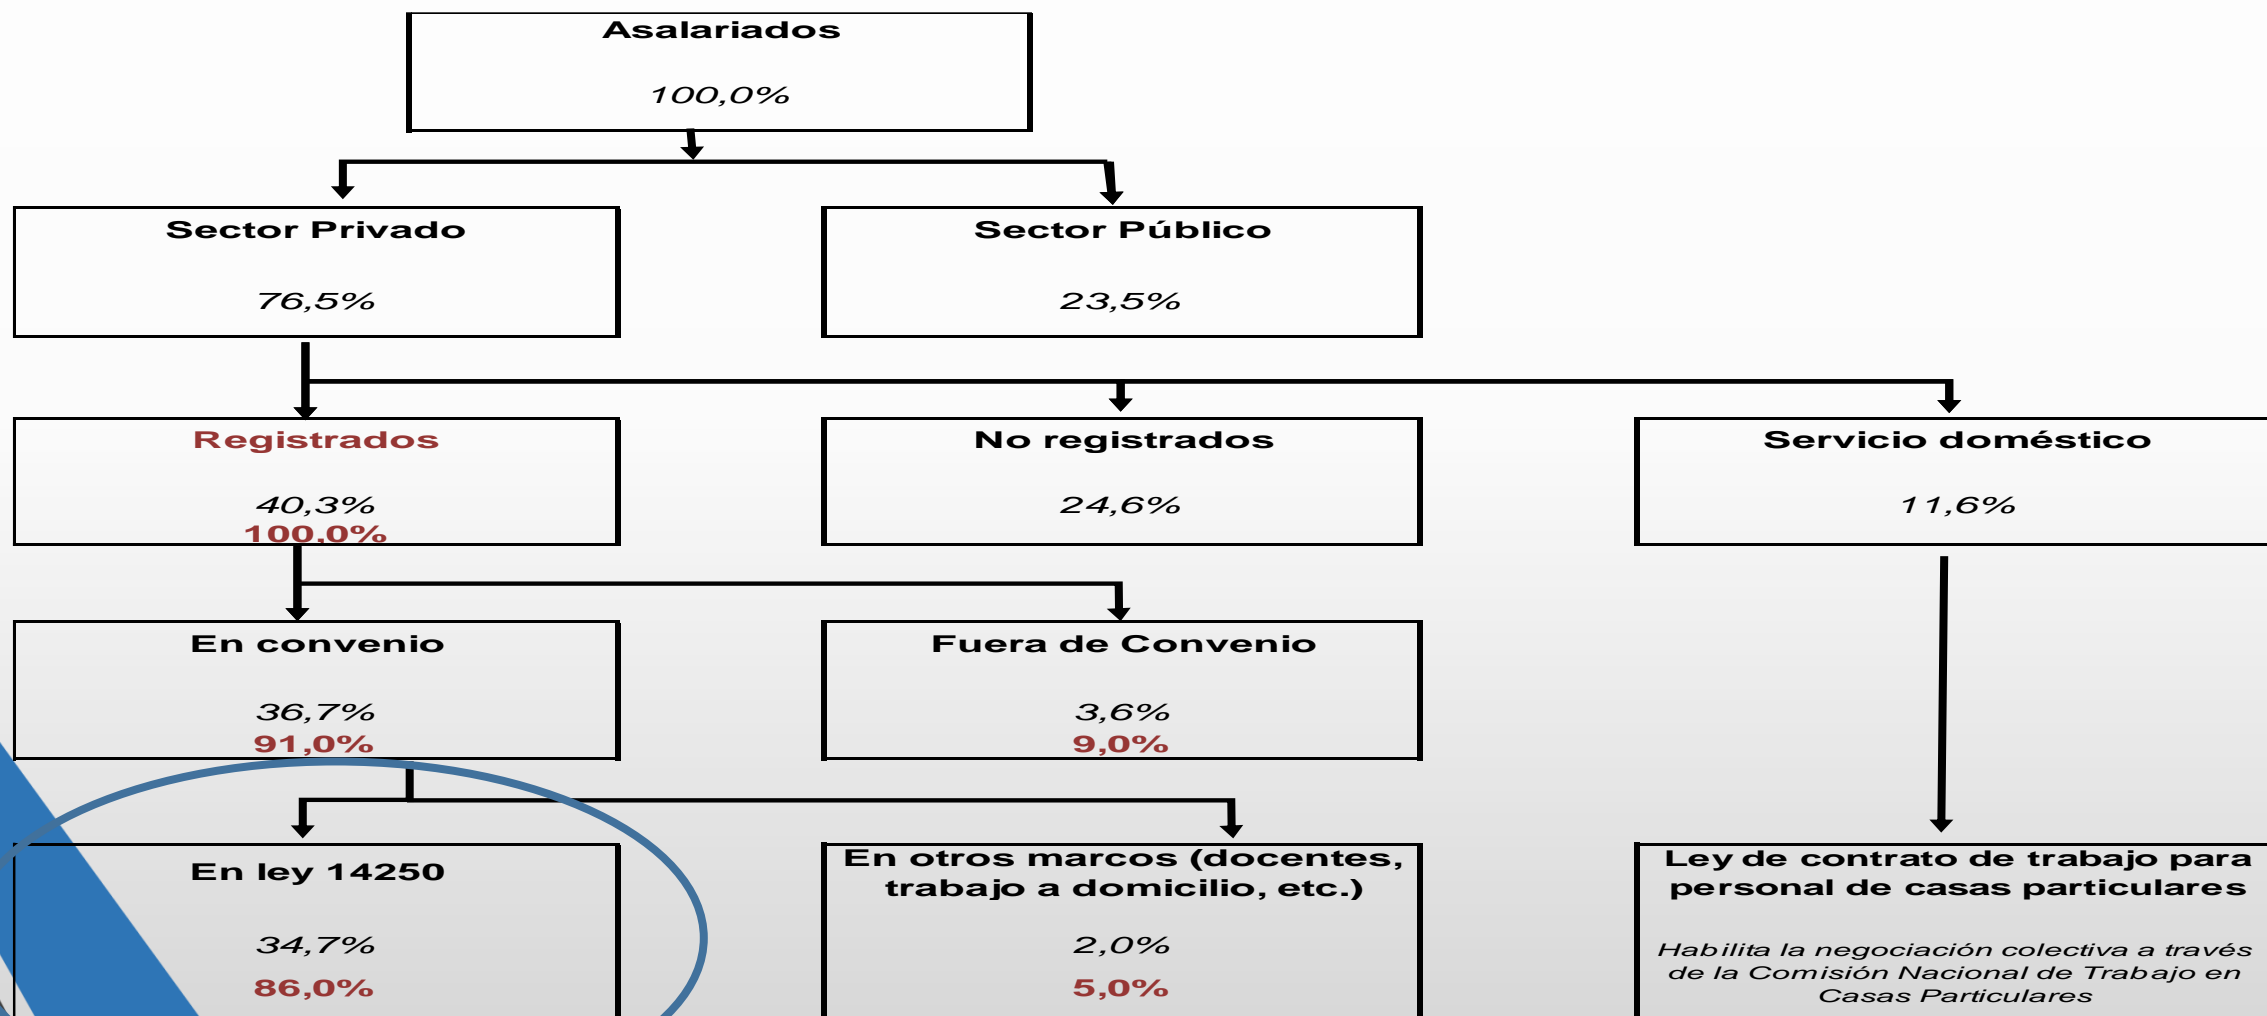 Asalariados
100,0%
Sector Privado
76,5%
Sector Público
23,5%
Registrados
40,3%
100,0%
No registrados
24,6%
Servicio doméstico
11,6%
En convenio
36,7%
91,0%
Fuera de Convenio
3,6%
9,0%
En ley 14250
34,7%
86,0%
En otros marcos (docentes,
trabajo a domicilio, etc.)
2,0%
5,0%
Ley de contrato de trabajo para
personal de casas particulares
Habilita la negociación colectiva a través
de la Comisión Nacional de Trabajo en
Casas Particulares